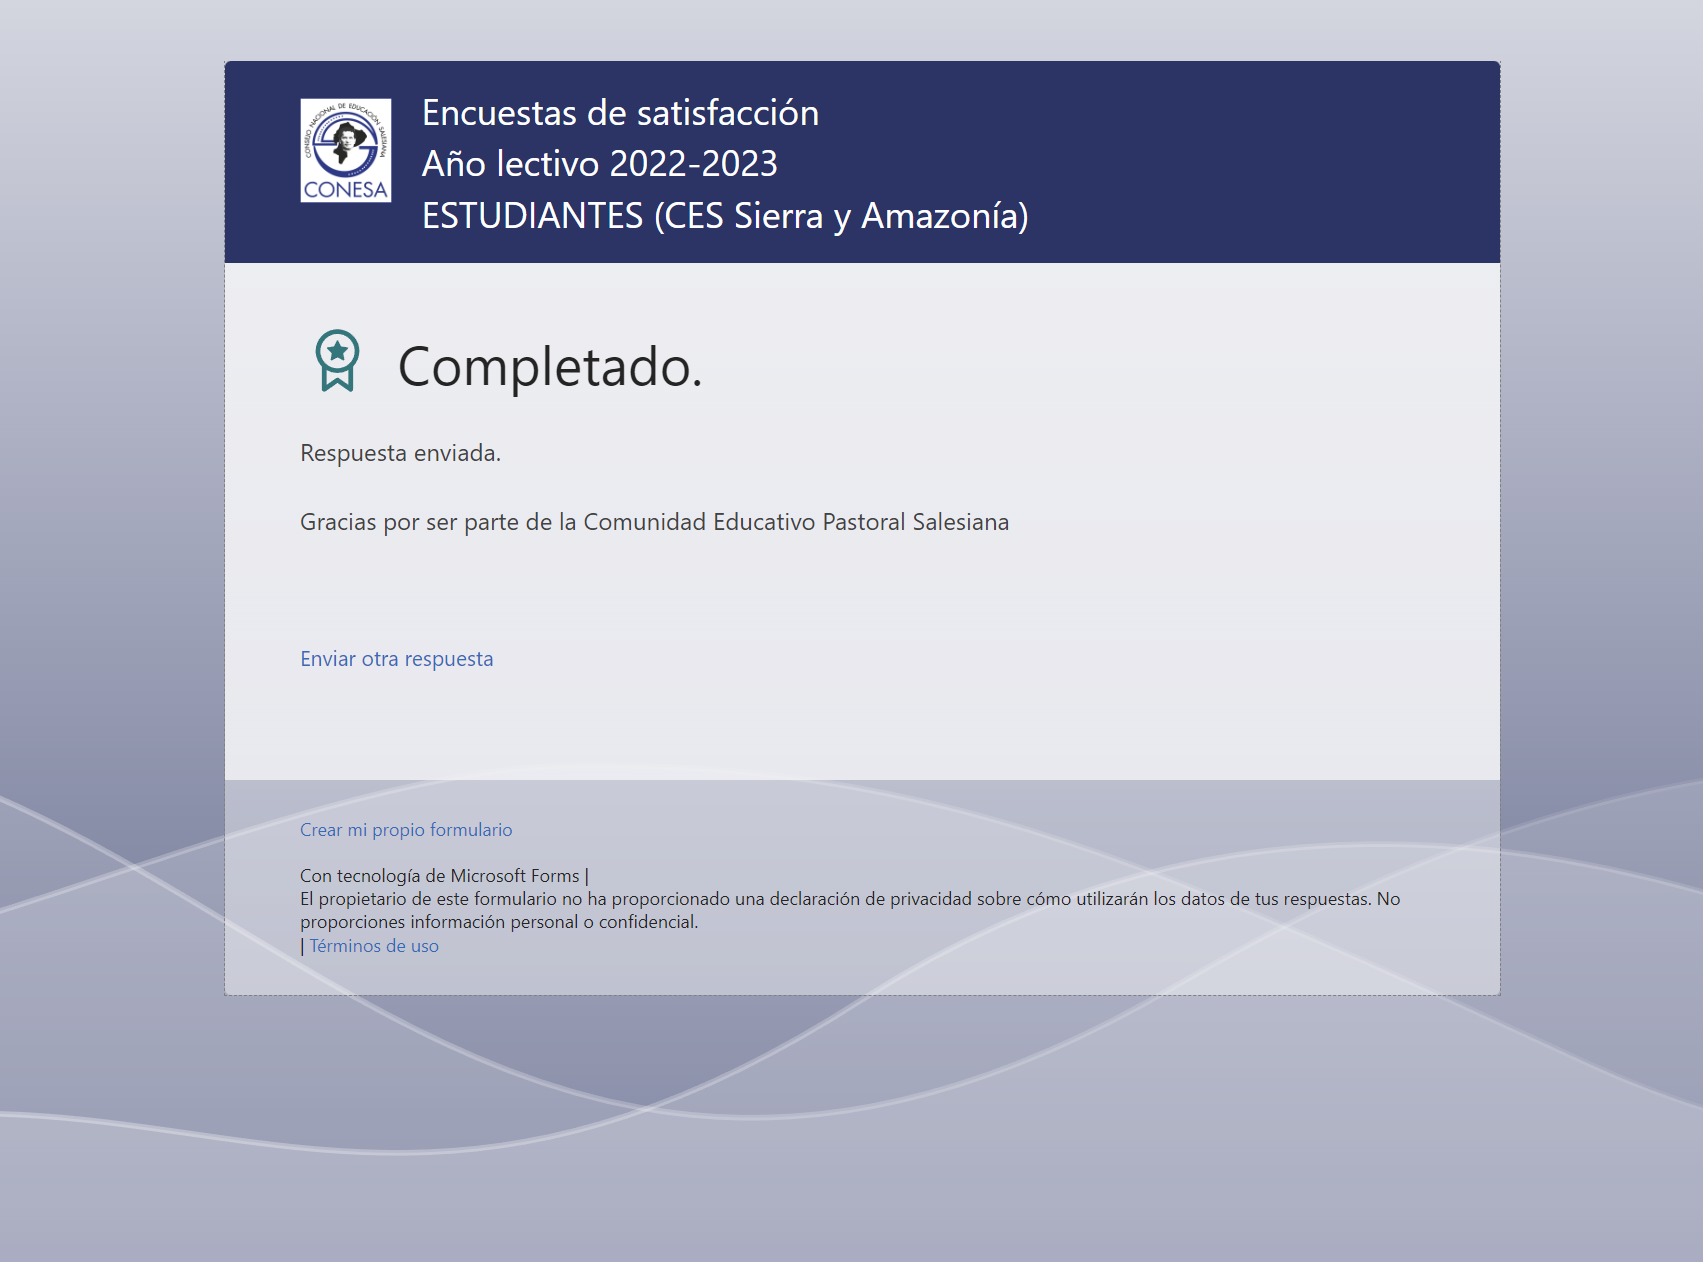 CONSEJO NACIONAL DE EDUCACION SALESIANA
CONESA
Encuestas de satisfacción
Año lectivo 2022-2023
ESTUDIANTES (CES Sierra y Amazonía)
Completado.
Respuesta enviada.
Gracias por ser parte de la Comunidad Educativo Pastoral Salesiana
Enviar otra respuesta
Crear mi propio formulario
Con tecnología de Microsoft Forms |
El propietario de este formulario no ha proporcionado una declaración de privacidad sobre cómo utilizarán los datos de tus respuestas. No
proporciones información personal o confidencial.
| Términos de uso